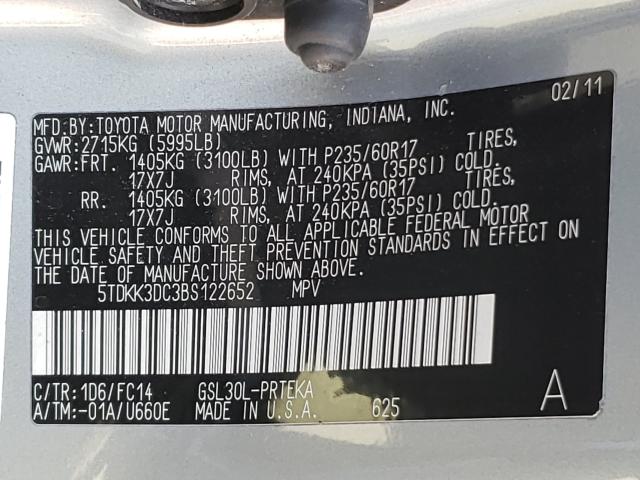 02/11
MFD.BY:TOYOTA MOTOR MANUFACTURING, INDIANA, INC.
GVWR:2715KG (5995LB)
GAWR:FRT. 1405KG (3100LB) WITH P235/60R17 TIRES,
17X7J RIMS, AT 240KPA (35PSI) COLD.
RR. 1405KG (3100LB) WITH P235/60R17 TIRES,
17X7J RIMS, AT 240KPA (35PSI) COLD.
THIS VEHICLE CONFORMS TO ALL APPLICABLE FEDERAL MOTOR
VEHICLE SAFETY AND THEFT PREVENTION STANDARDS IN EFFECT ON
THE DATE OF MANUFACTURE SHOWN ABOVE.
5TDKK3DC3BS122652 MPV
C/TR:1D6/FC14 GSL30L-PRTEKA
A/TM:-01A/U660E MADE IN U.S.A. 625 A